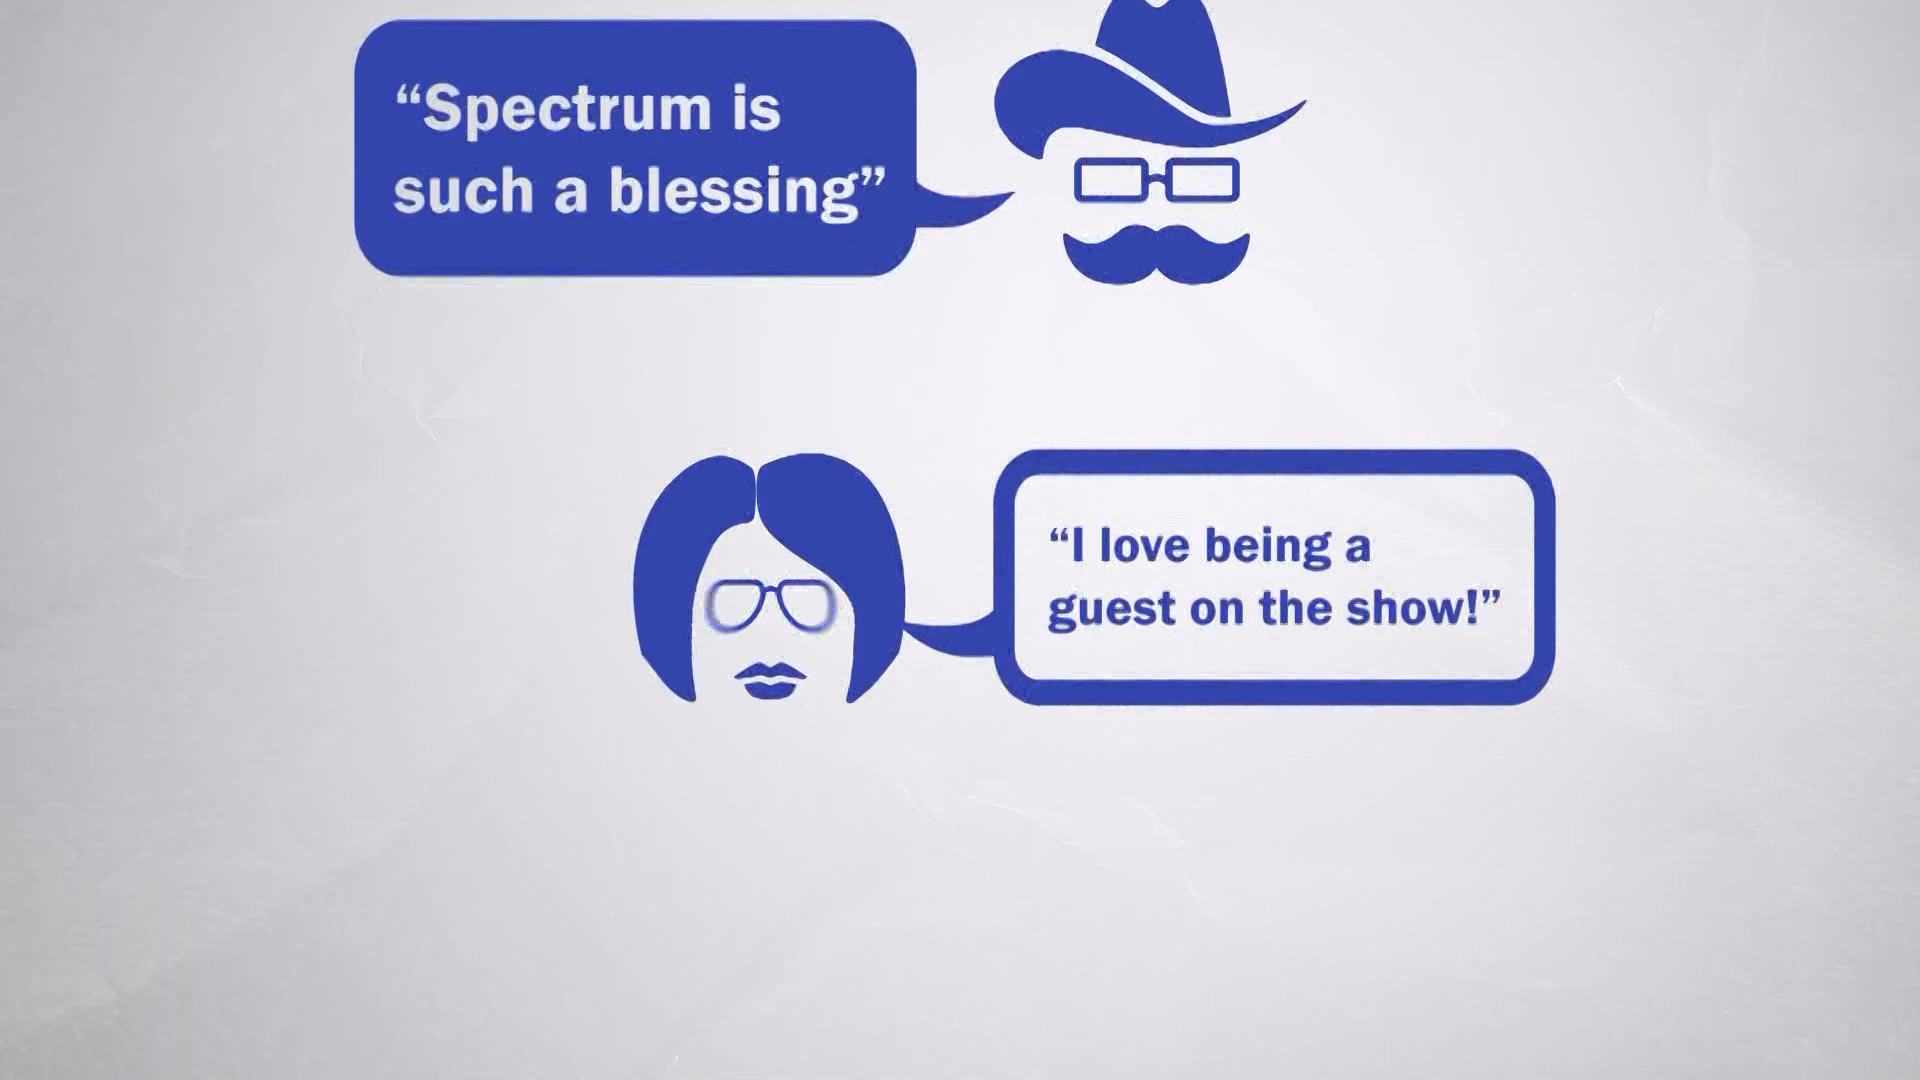 “Spectrum is
such a blessing”
“I love being a
guest on the show!”